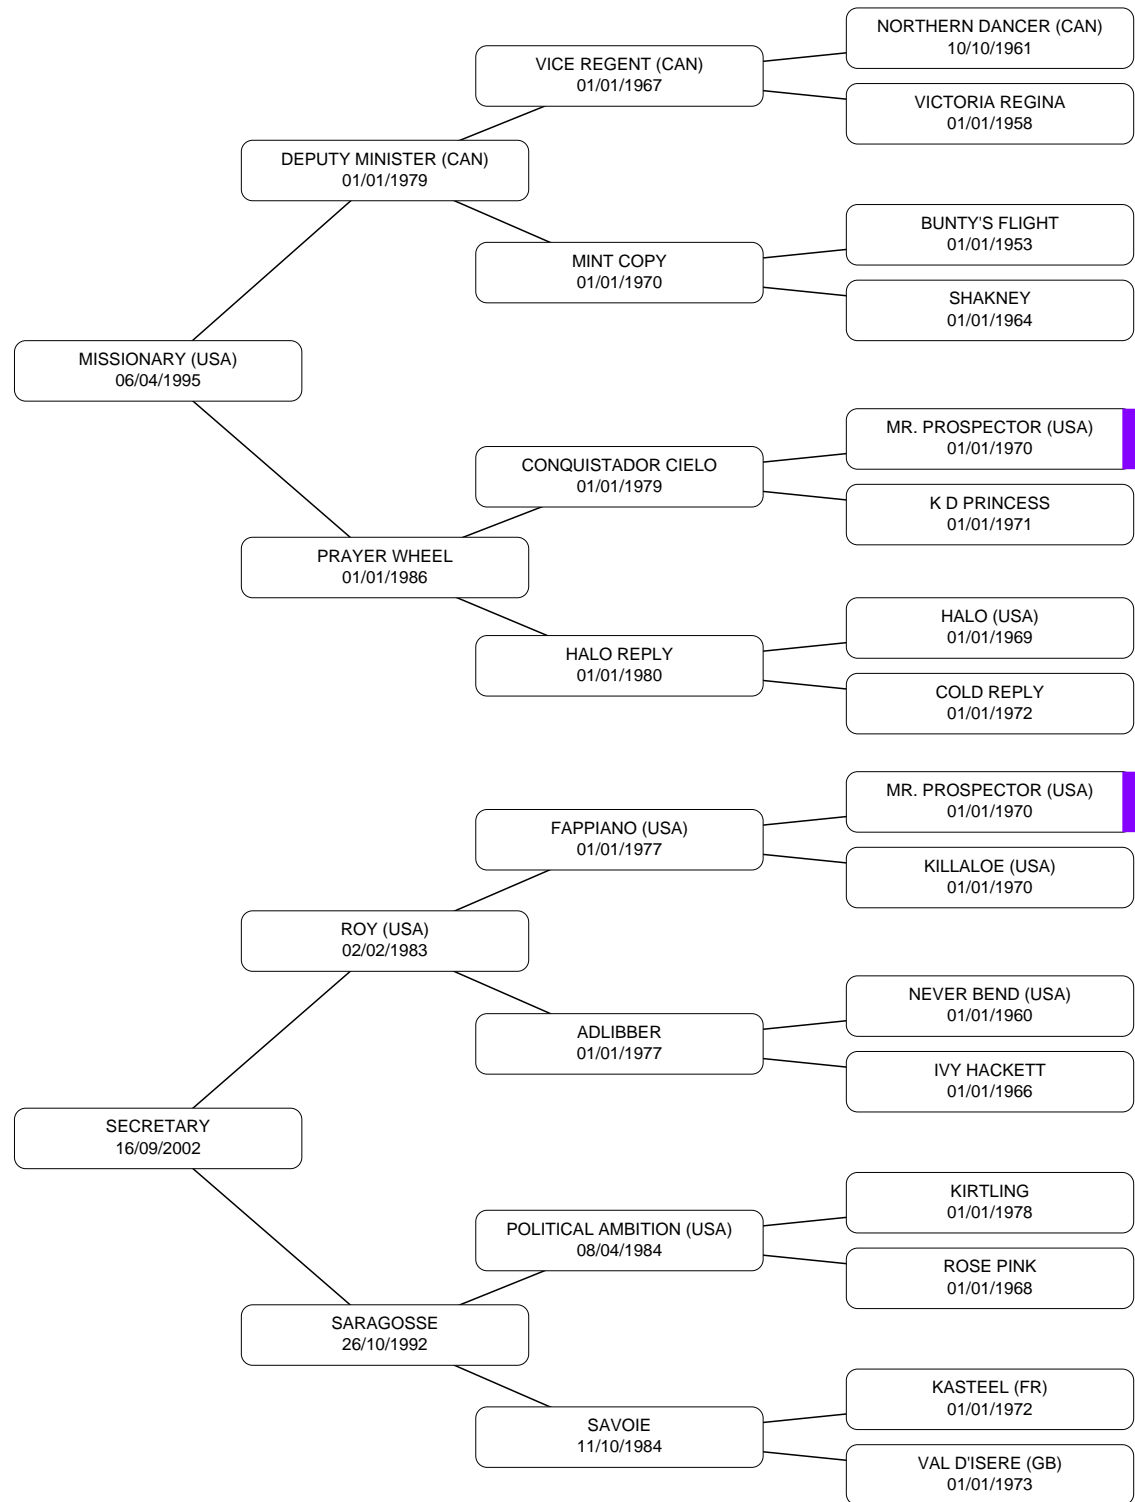 NORTHERN DANCER (CAN)
10/10/1961
VICE REGENT (CAN)
01/01/1967
VICTORIA REGINA
01/01/1958
DEPUTY MINISTER (CAN)
01/01/1979
BUNTY'S FLIGHT
01/01/1953
MINT COPY
01/01/1970
SHAKNEY
01/01/1964
MISSIONARY (USA)
06/04/1995
MR. PROSPECTOR (USA)
01/01/1970
CONQUISTADOR CIELO
01/01/1979
K D PRINCESS
01/01/1971
PRAYER WHEEL
01/01/1986
HALO (USA)
01/01/1969
HALO REPLY
01/01/1980
COLD REPLY
01/01/1972
MR. PROSPECTOR (USA)
01/01/1970
FAPPIANO (USA)
01/01/1977
KILLALOE (USA)
01/01/1970
ROY (USA)
02/02/1983
NEVER BEND (USA)
01/01/1960
ADLIBBER
01/01/1977
IVY HACKETT
01/01/1966
SECRETARY
16/09/2002
KIRTLING
01/01/1978
POLITICAL AMBITION (USA)
08/04/1984
ROSE PINK
01/01/1968
SARAGOSSE
26/10/1992
KASTEEL (FR)
01/01/1972
SAVOIE
11/10/1984
VAL D'ISERE (GB)
01/01/1973